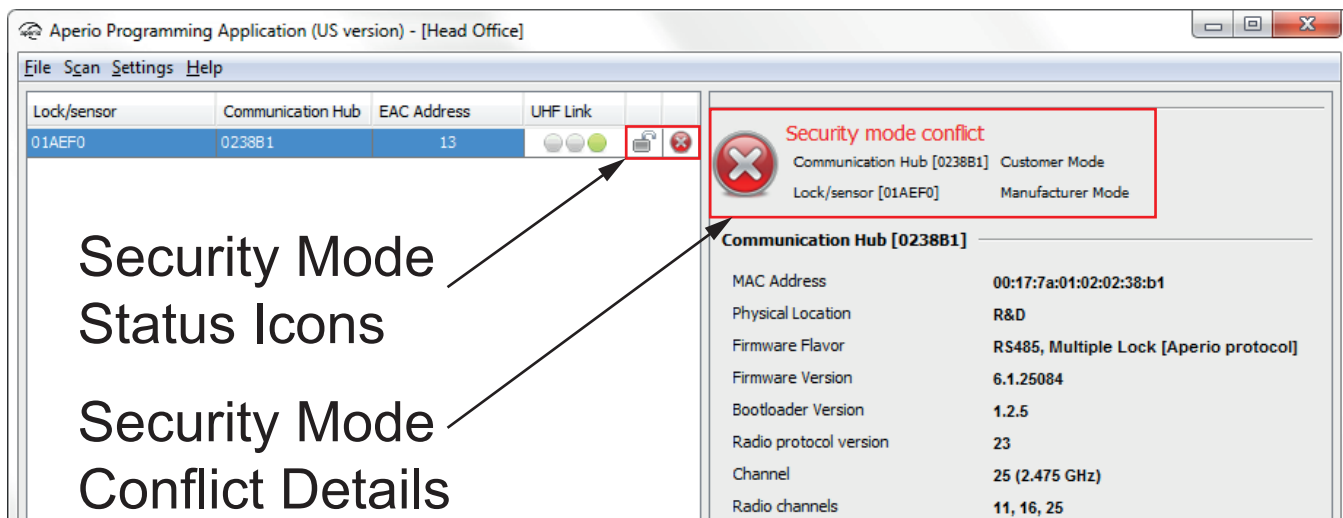 Aperio Programming Application (US version) - [Head Office]
File Scan Settings Help
Lock/sensor Communication Hub EAC Address UHF Link
01AEF0 0238B1 13
Security mode conflict
Communication Hub [0238B1] Customer Mode
Lock/sensor [01AEF0] Manufacturer Mode
Security Mode
Status Icons
Security Mode
Conflict Details
Communication Hub [0238B1]
MAC Address 00:17:7a:01:02:02:38:b1
Physical Location R&D
Firmware Flavor RS485, Multiple Lock [Aperio protocol]
Firmware Version 6.1.25084
Bootloader Version 1.2.5
Radio protocol version 23
Channel 25 (2.475 GHz)
Radio channels 11, 16, 25